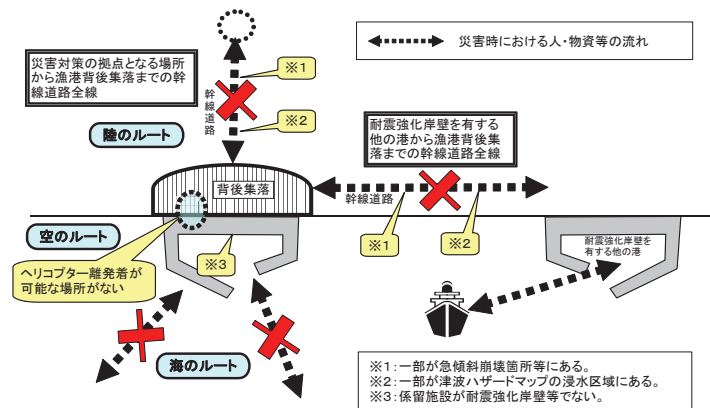 災害時における人・物資等の流れ
災害対策の拠点となる場所
から漁港背後集落までの幹
線道路全線
※1
幹線道路
※2
陸のルート
耐震強化岸壁を有する
他の港から漁港背後集
落までの幹線道路全線
背後集落
幹線道路
※1
※2
空のルート
※3
耐震強化岸壁を
有する他の港
ヘリコプター離発着が
可能な場所がない
海のルート
※1:一部が急傾斜崩壊箇所等にある。
※2:一部が津波ハザードマップの浸水区域にある。
※3:係留施設が耐震強化岸壁等でない。